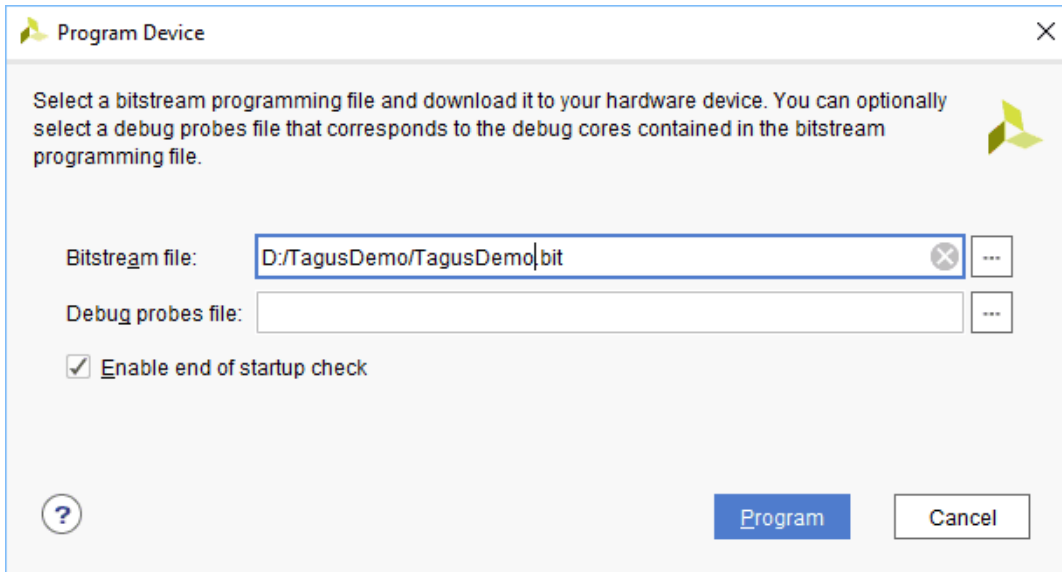 Program Device
Select a bitstream programming file and download it to your hardware device. You can optionally
select a debug probes file that corresponds to the debug cores contained in the bitstream
programming file.
Bitstream file: D:/TagusDemo/TagusDemo.bit ...
Debug probes file: ...
Enable end of startup check
? Program Cancel